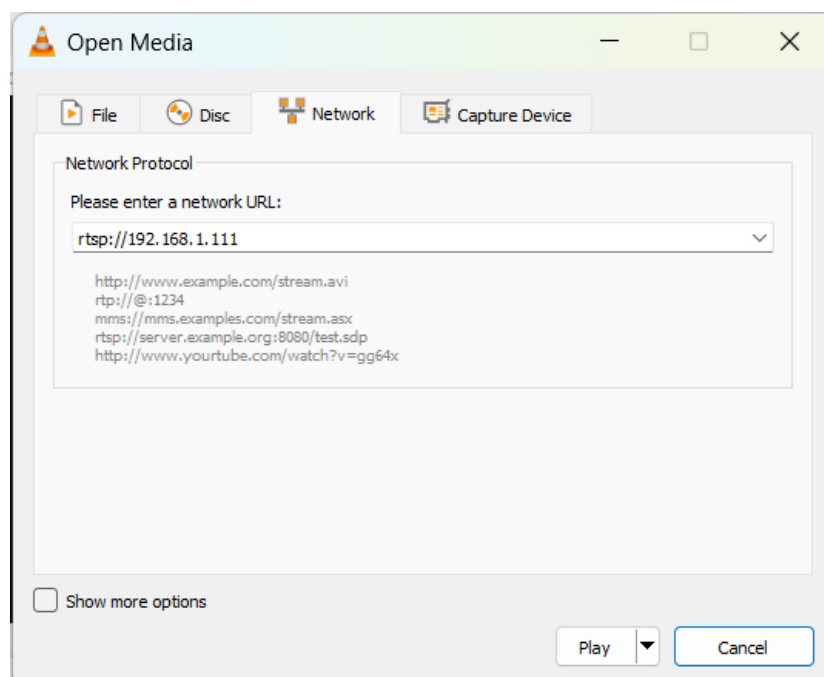 Open Media
File Disc Network Capture Device
Network Protocol
Please enter a network URL:
rtsp://192.168.1.111
http://www.example.com/stream.avi
rtp://@:1234
mms://mms.examples.com/stream.asx
rtsp://server.example.org:8080/test.sdp
http://www.yourtube.com/watch?v=gg64x
Show more options
Play Cancel